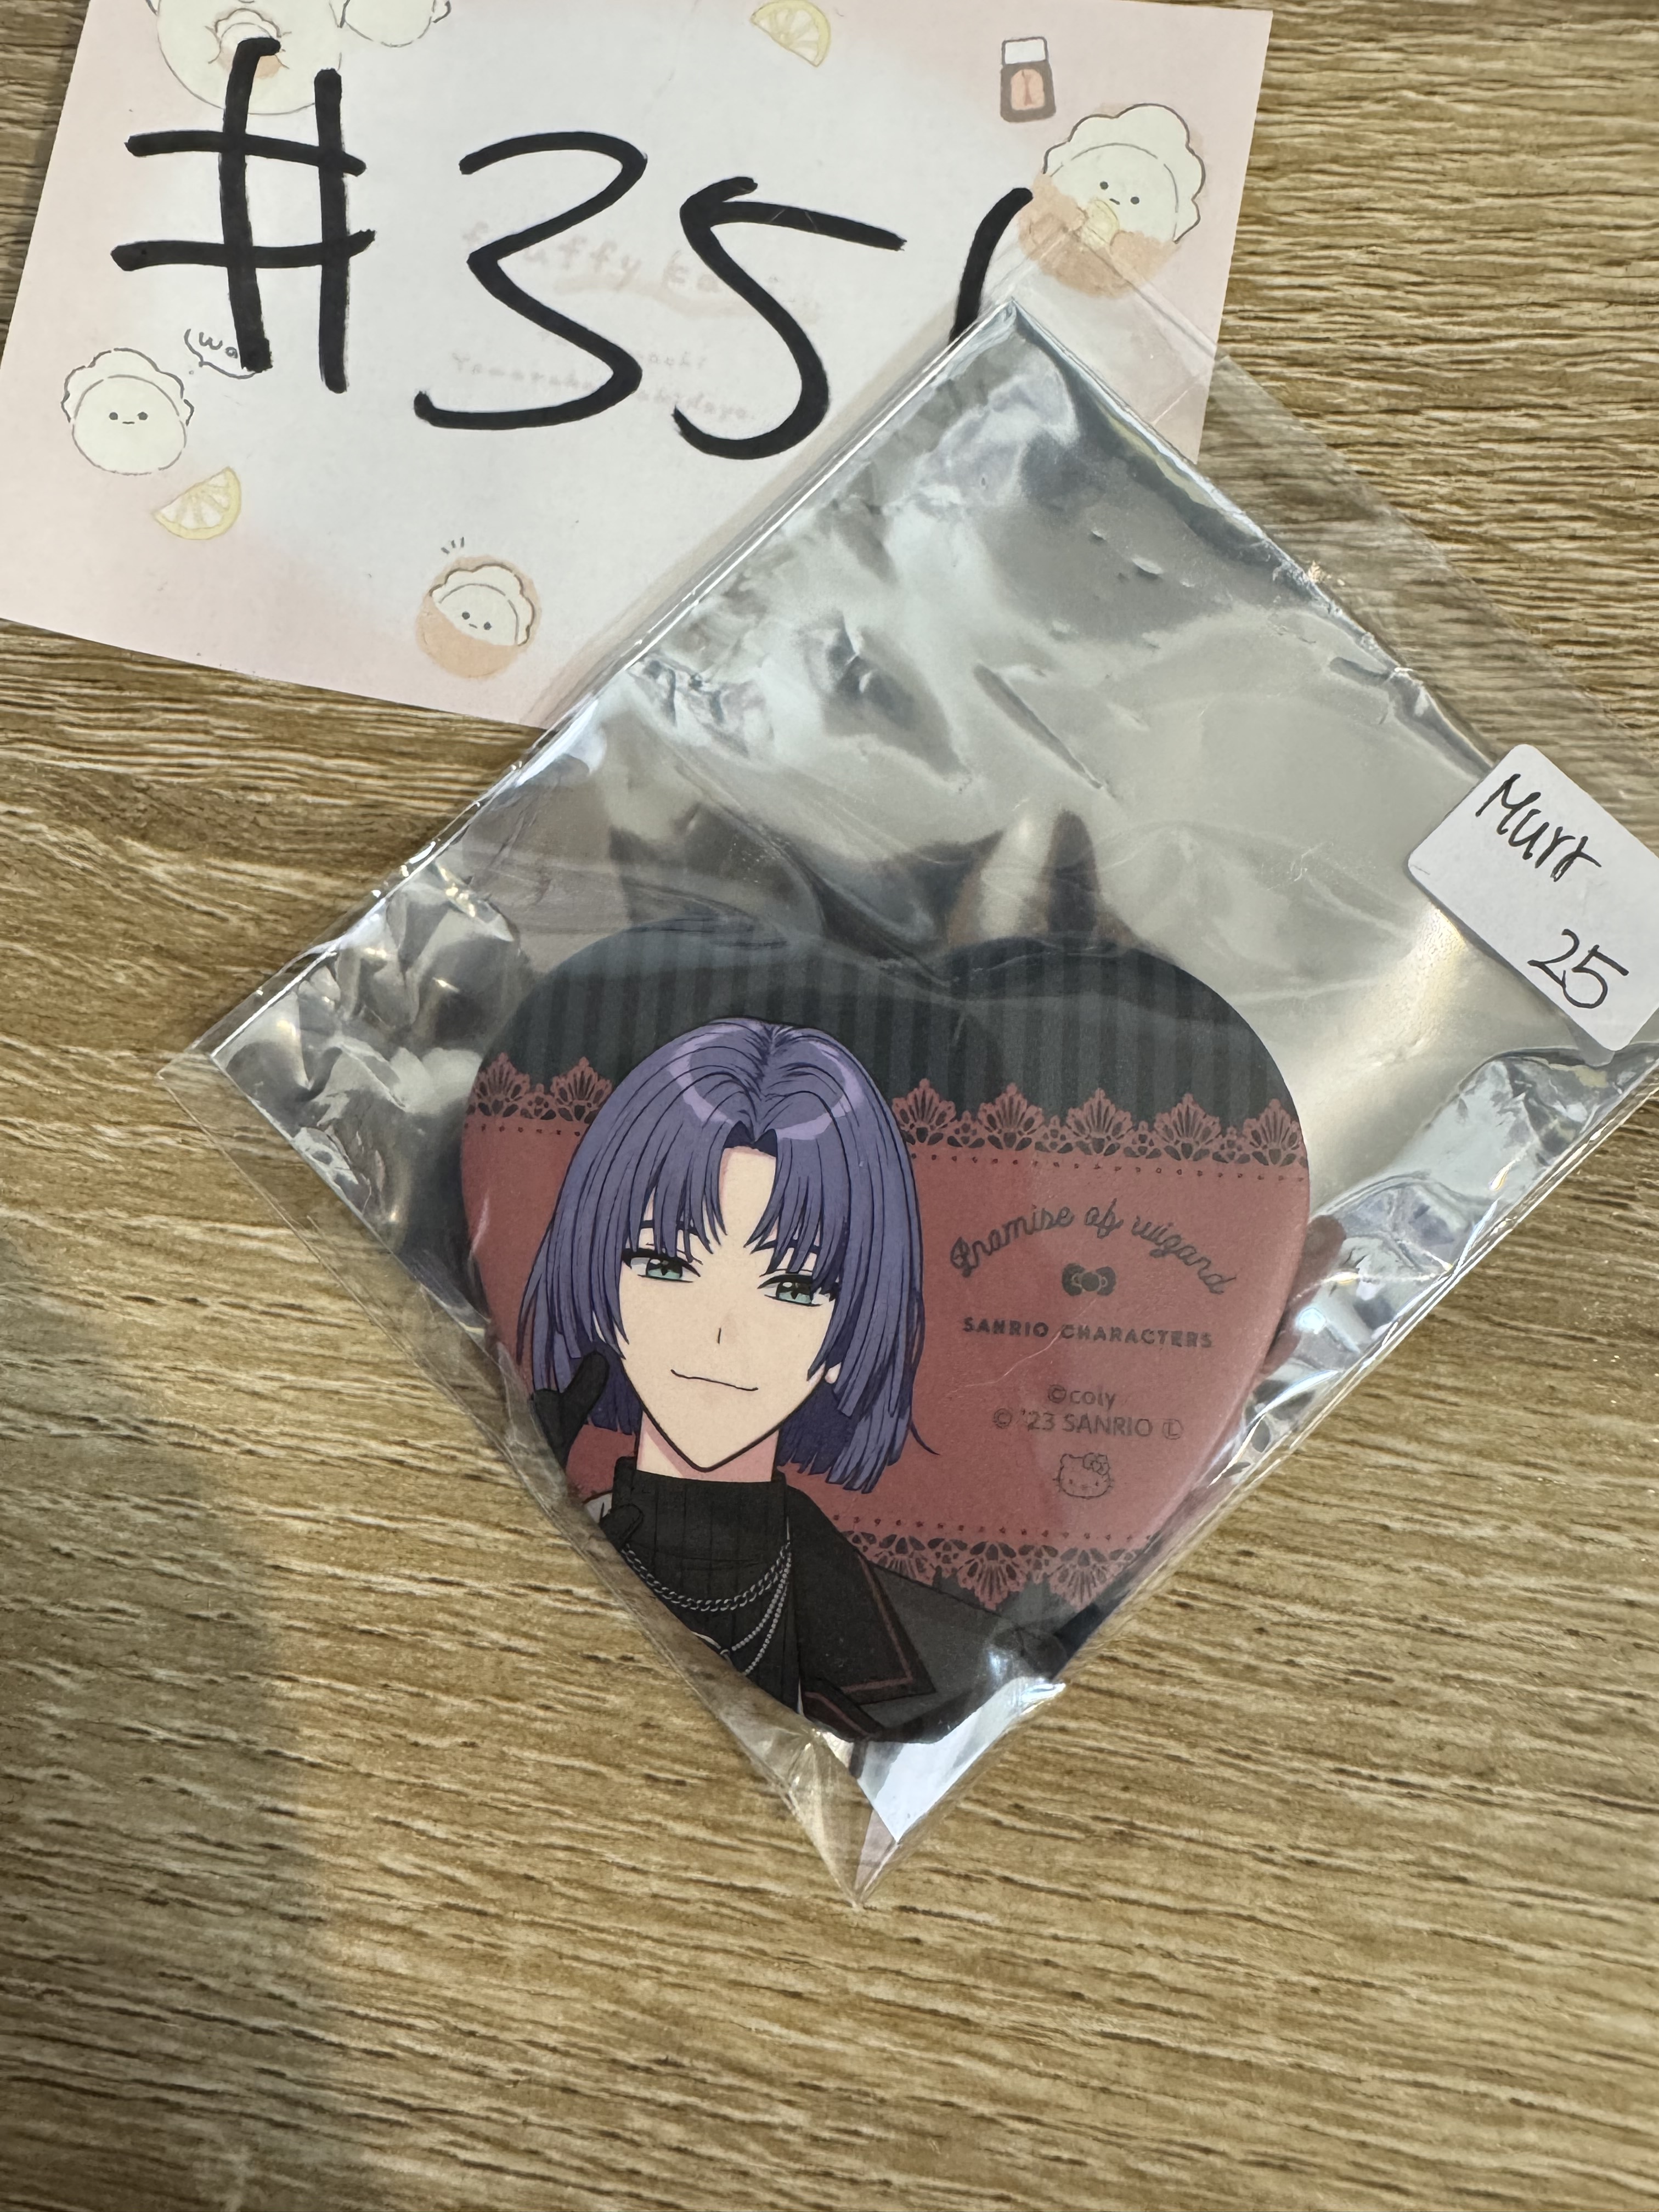 #35
Murr
25
Promise of wizard
SANRIO CHARACTERS
©coly
© '23 SANRIO Ⓛ